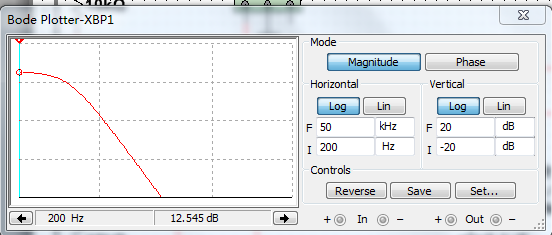 >10kΩ
Bode Plotter-XBP1
Mode
Magnitude Phase
Horizontal Vertical
Log Lin Log Lin
F 50 kHz F 20 dB
I 200 Hz I -20 dB
Controls
Reverse Save Set...
200 Hz 12.545 dB
+ In − + Out −